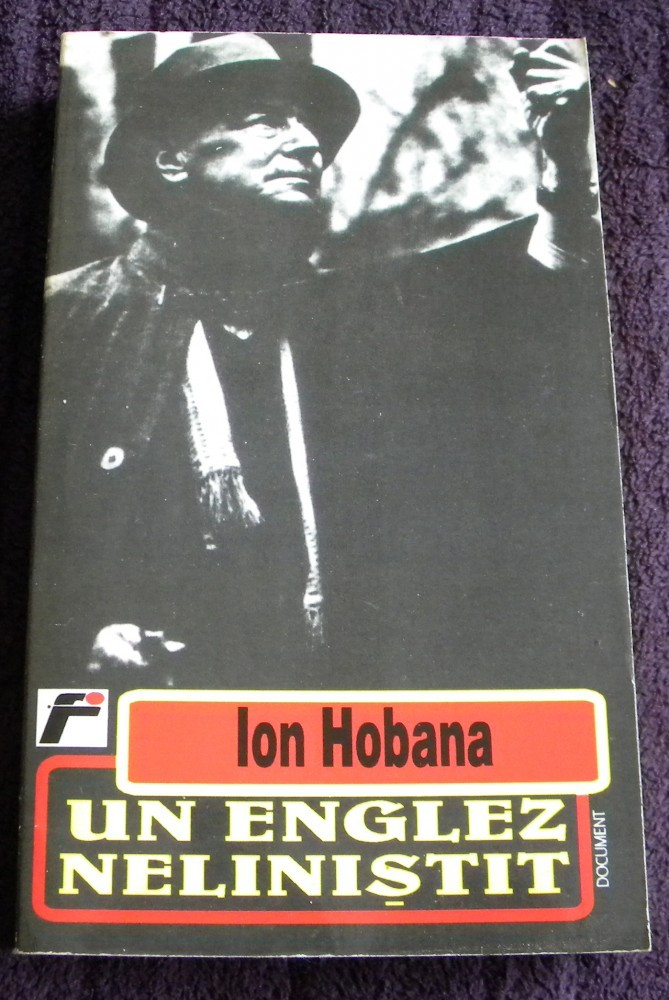 Ion Hobana
UN ENGLEZ
NELINIȘTIT
DOCUMENT